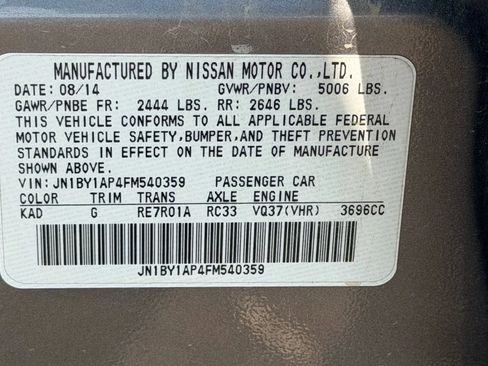 MANUFACTURED BY NISSAN MOTOR CO.,LTD.
DATE: 08/14 GVWR/PNBV: 5006 LBS.
GAWR/PNBE FR: 2444 LBS. RR: 2646 LBS.
THIS VEHICLE CONFORMS TO ALL APPLICABLE FEDERAL
MOTOR VEHICLE SAFETY,BUMPER,AND THEFT PREVENTION
STANDARDS IN EFFECT ON THE DATE OF MANUFACTURE
SHOWN ABOVE.
VIN: JN1BY1AP4FM540359 PASSENGER CAR
COLOR TRIM TRANS AXLE ENGINE
KAD G RE7R01A RC33 VQ37(VHR) 3696CC
JN1BY1AP4FM540359